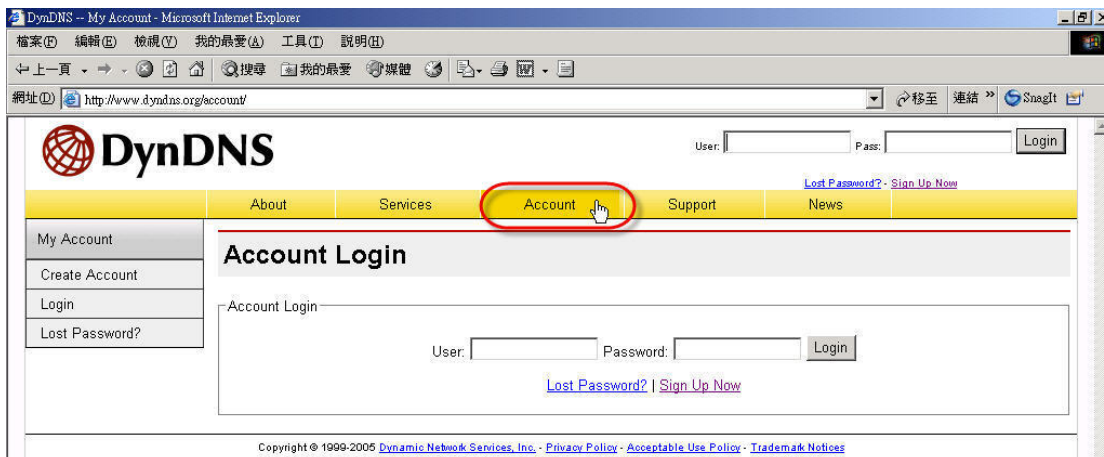 DynDNS -- My Account - Microsoft Internet Explorer
檔案(F) 編輯(E) 檢視(V) 我的最愛(A) 工具(T) 說明(H)
上一頁 搜尋 我的最愛 媒體
網址(D) http://www.dyndns.org/account/ 移至 連結 » SnagIt
DynDNS
User: Pass: Login
Lost Password? - Sign Up Now
About Services Account Support News
My Account
Create Account
Login
Lost Password?
Account Login
Account Login
User: Password: Login
Lost Password? | Sign Up Now
Copyright © 1999-2005 Dynamic Network Services, Inc. - Privacy Policy - Acceptable Use Policy - Trademark Notices